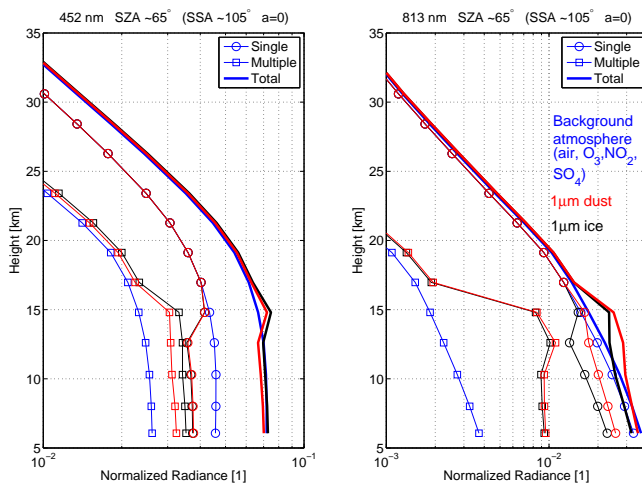 452 nm SZA ~65° (SSA ~105° a=0)
35
30
25
20
15
10
5
Height [km]
10⁻²
10⁻¹
Normalized Radiance [1]
Single
Multiple
Total
813 nm SZA ~65° (SSA ~105° a=0)
35
30
25
20
15
10
5
Height [km]
10⁻³
10⁻²
Normalized Radiance [1]
Single
Multiple
Total
Background
atmosphere
(air, O₃,NO₂,
SO₄)
1μm dust
1μm ice